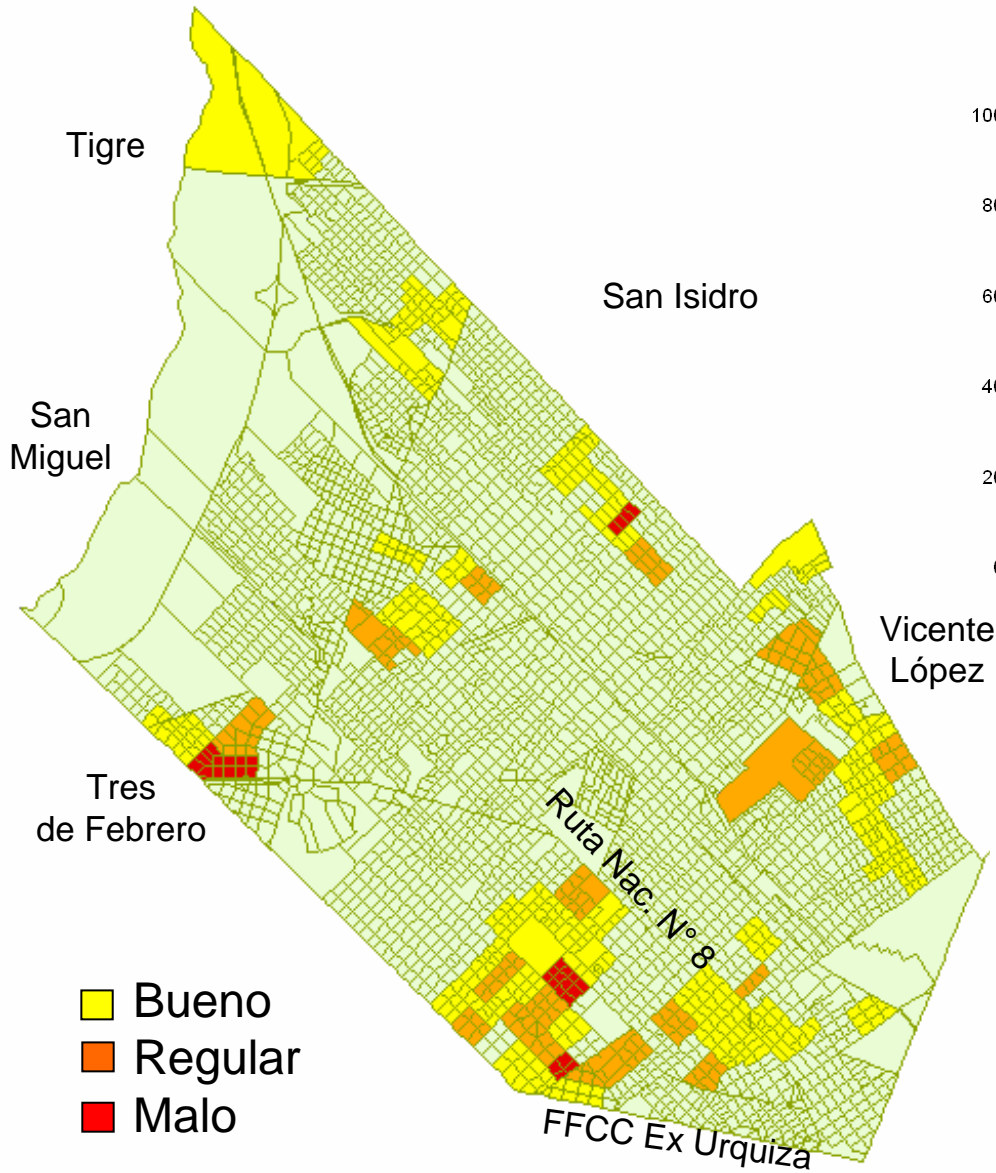 Tigre
San Isidro
San
Miguel
Vicente
López
Tres
de Febrero
Ruta Nac. N° 8
Bueno
Regular
Malo
FFCC Ex Urquiza